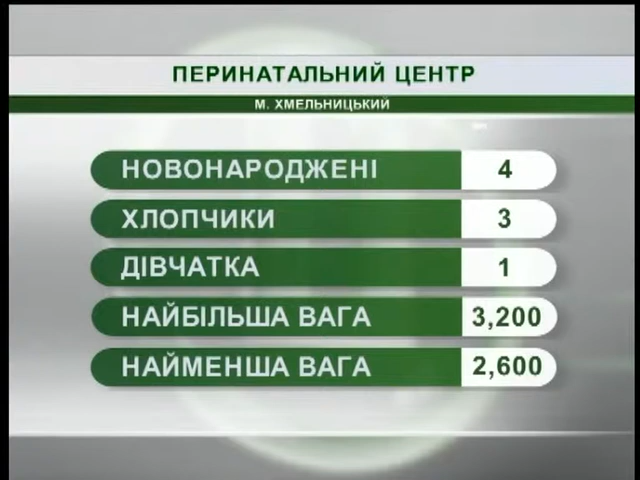 ПЕРИНАТАЛЬНИЙ ЦЕНТР
М. ХМЕЛЬНИЦЬКИЙ
НОВОНАРОДЖЕНІ 4
ХЛОПЧИКИ 3
ДІВЧАТКА 1
НАЙБІЛЬША ВАГА 3,200
НАЙМЕНША ВАГА 2,600